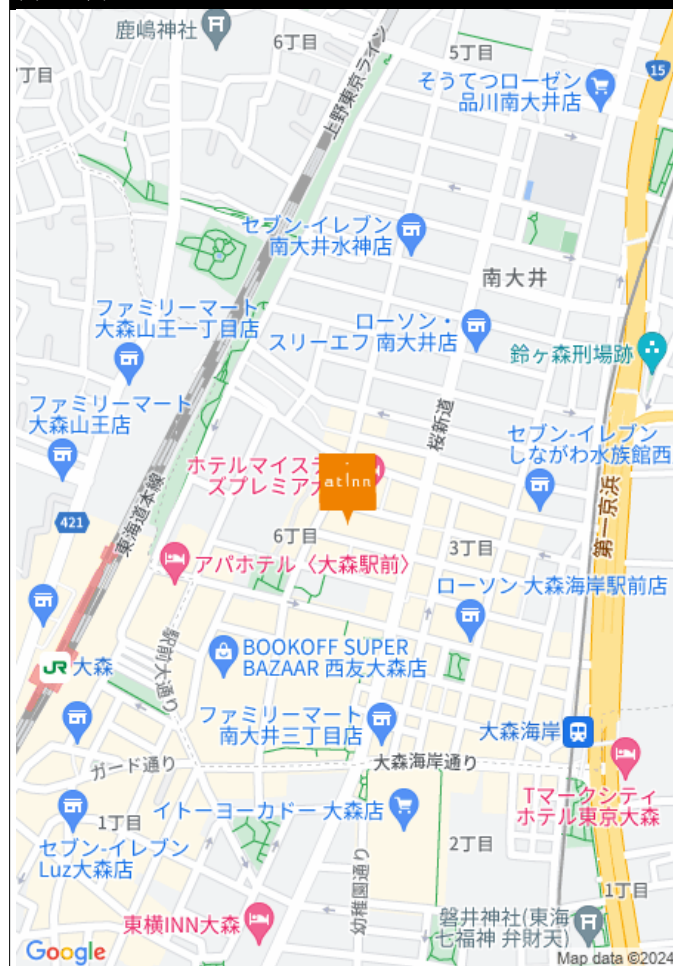 鹿嶋神社
6丁目
5丁目
15
丁目
上野東京ライン
そうてつローゼン
品川南大井店
セブン-イレブン
南大井水神店
南大井
ファミリーマート
大森山王一丁目店
ローソン・
スリーエフ 南大井店
鈴ヶ森刑場跡
ファミリーマート
大森山王店
桜新道
セブン-イレブン
しながわ水族館西
ホテルマイステ
ズプレミア大
at Inn
東海道本線
421
第一京浜
6丁目
3丁目
アパホテル〈大森駅前〉
ローソン 大森海岸駅前店
駅前大通り
BOOKOFF SUPER
BAZAAR 西友大森店
JR 大森
ファミリーマート
南大井三丁目店
大森海岸
ガード通り
大森海岸通り
Tマークシティ
ホテル東京大森
イトーヨーカドー 大森店
1丁目
セブン-イレブン
Luz大森店
2丁目
幼稚園通り
1丁目
東横INN大森
磐井神社(東海
七福神 弁財天)
Google
Map data ©2024